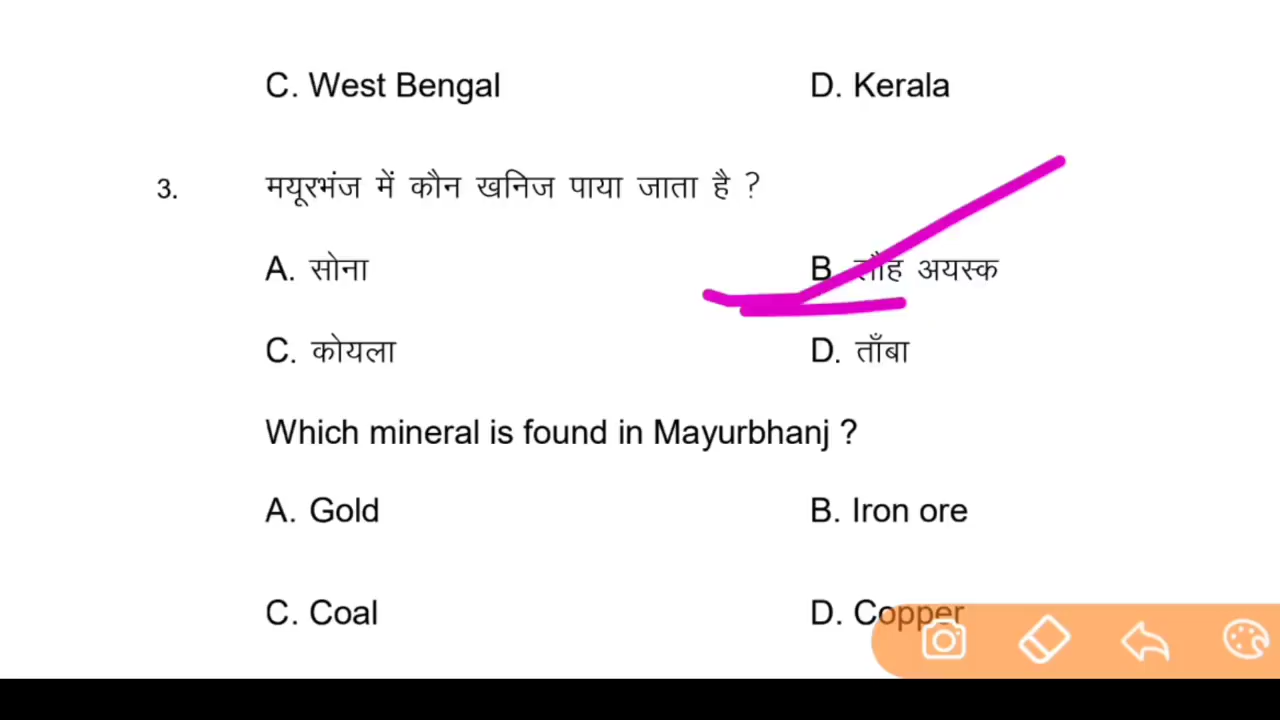 C. West Bengal D. Kerala
3. मयूरभंज में कौन खनिज पाया जाता है ?
A. सोना B. लौह अयस्क
C. कोयला D. ताँबा
Which mineral is found in Mayurbhanj ?
A. Gold B. Iron ore
C. Coal D. Copper